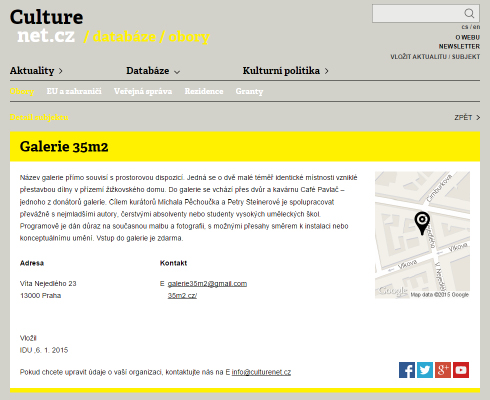 Culture
net.cz / databáze / obory
cs / en
O WEBU
NEWSLETTER
VLOŽIT AKTUALITU / SUBJEKT
Aktuality
Databáze
Kulturní politika
Obory EU a zahraničí Veřejná správa Rezidence Granty
Detail subjektu
ZPĚT
Galerie 35m2
Název galerie přímo souvisí s prostorovou dispozicí. Jedná se o dvě malé téměř identické místnosti vzniklé
přestavbou dílny v přízemí žižkovského domu. Do galerie se vchází přes dvůr a kavárnu Café Pavlač –
jednoho z donátorů galerie. Cílem kurátorů Michala Pěchoučka a Petry Steinerové je spolupracovat
převážně s nejmladšími autory, čerstvými absolventy nebo studenty vysokých uměleckých škol.
Programově je dán důraz na současnou malbu a fotografii, s možnými přesahy směrem k instalaci nebo
konceptuálnímu umění. Vstup do galerie je zdarma.
Cimburkova
Víkova
Víkova
V. Nejedlého
Google
Map data ©2015 Google
Adresa
Kontakt
Víta Nejedlého 23
E galerie35m2@gmail.com
13000 Praha
35m2.cz/
Vložil
IDU ,6. 1. 2015
Pokud chcete upravit údaje o vaší organizaci, kontaktujte nás na E info@culturenet.cz